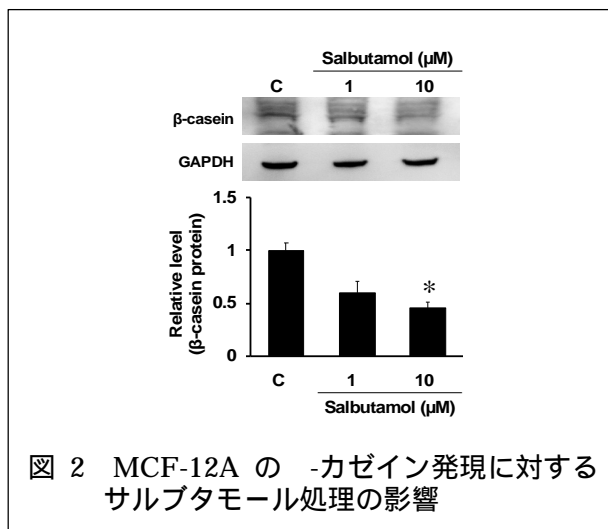 Salbutamol (µM)
C 1 10
β-casein
GAPDH
1.5
1
0.5
0
Relative level
(β-casein protein)
*
C 1 10
Salbutamol (µM)
図 2 MCF-12A の -カゼイン発現に対する
サルブタモール処理の影響